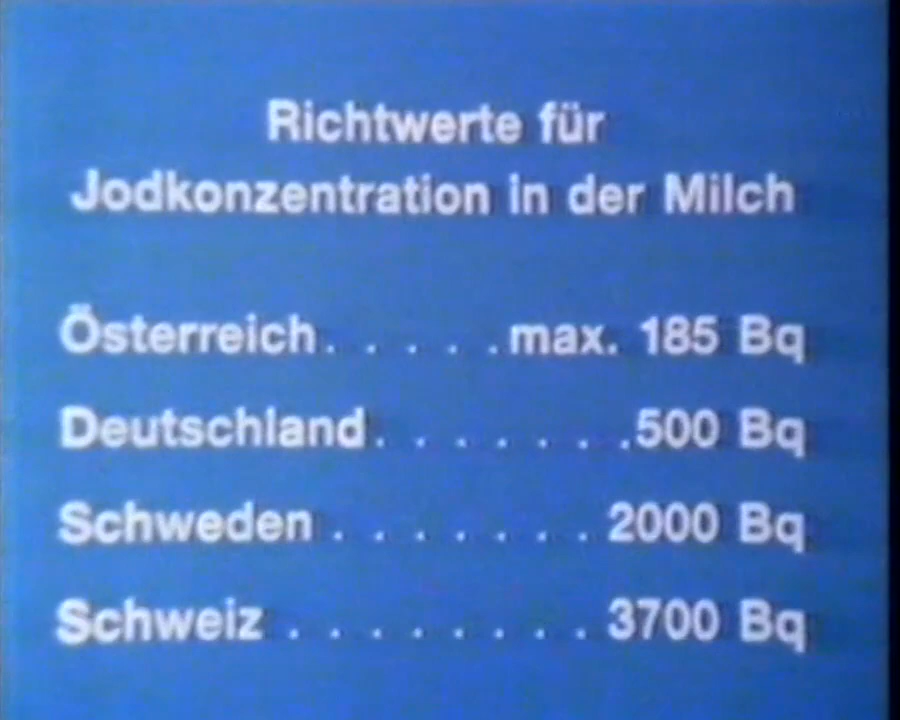 Richtwerte für
Jodkonzentration in der Milch
Österreich. . . . . max. 185 Bq
Deutschland. . . . . . . 500 Bq
Schweden . . . . . . . 2000 Bq
Schweiz . . . . . . . . 3700 Bq